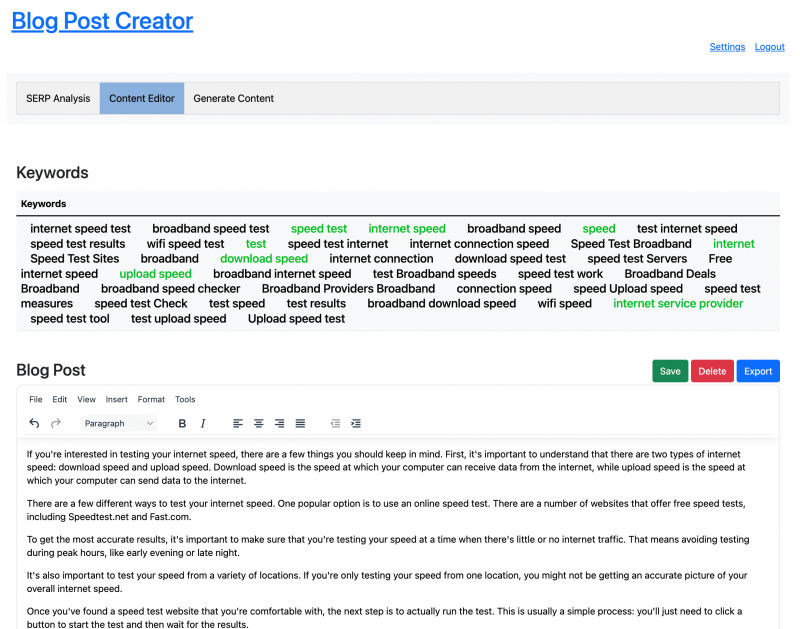 Blog Post Creator
Settings Logout
SERP Analysis Content Editor Generate Content
Keywords
Keywords
internet speed test broadband speed test speed test internet speed broadband speed speed test internet speed
speed test results wifi speed test test speed test internet internet connection speed Speed Test Broadband internet
Speed Test Sites broadband download speed internet connection download speed test speed test Servers Free
internet speed upload speed broadband internet speed test Broadband speeds speed test work Broadband Deals
Broadband broadband speed checker Broadband Providers Broadband connection speed speed Upload speed speed test
measures speed test Check test speed test results broadband download speed wifi speed internet service provider
speed test tool test upload speed Upload speed test
Blog Post
Save Delete Export
File Edit View Insert Format Tools
Paragraph B I
If you're interested in testing your internet speed, there are a few things you should keep in mind. First, it's important to understand that there are two types of internet
speed: download speed and upload speed. Download speed is the speed at which your computer can receive data from the internet, while upload speed is the speed at
which your computer can send data to the internet.
There are a few different ways to test your internet speed. One popular option is to use an online speed test. There are a number of websites that offer free speed tests,
including Speedtest.net and Fast.com.
To get the most accurate results, it's important to make sure that you're testing your speed at a time when there's little or no internet traffic. That means avoiding testing
during peak hours, like early evening or late night.
It's also important to test your speed from a variety of locations. If you're only testing your speed from one location, you might not be getting an accurate picture of your
overall internet speed.
Once you've found a speed test website that you're comfortable with, the next step is to actually run the test. This is usually a simple process: you'll just need to click a
button to start the test and then wait for the results.